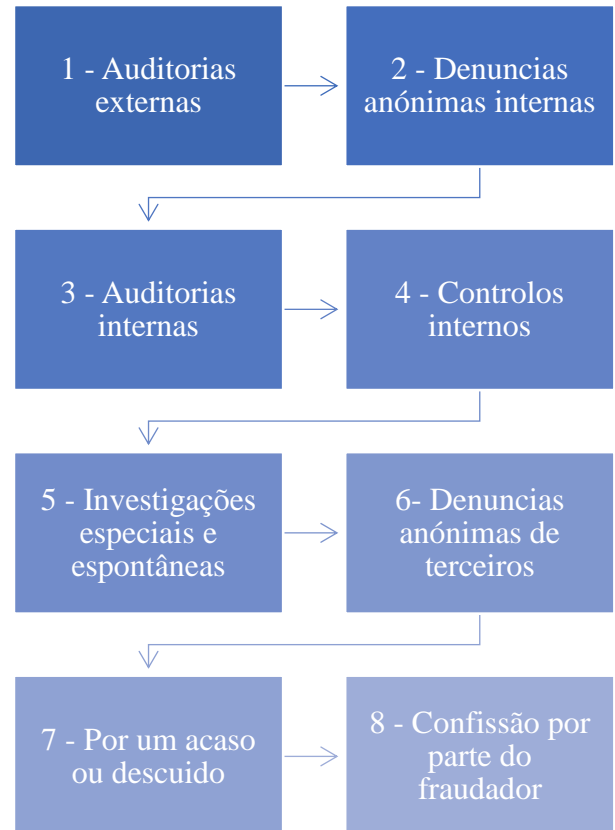 1 - Auditorias
externas
2 - Denuncias
anónimas internas
3 - Auditorias
internas
4 - Controlos
internos
5 - Investigações
especiais e
espontâneas
6- Denuncias
anónimas de
terceiros
7 - Por um acaso
ou descuido
8 - Confissão por
parte do
fraudador